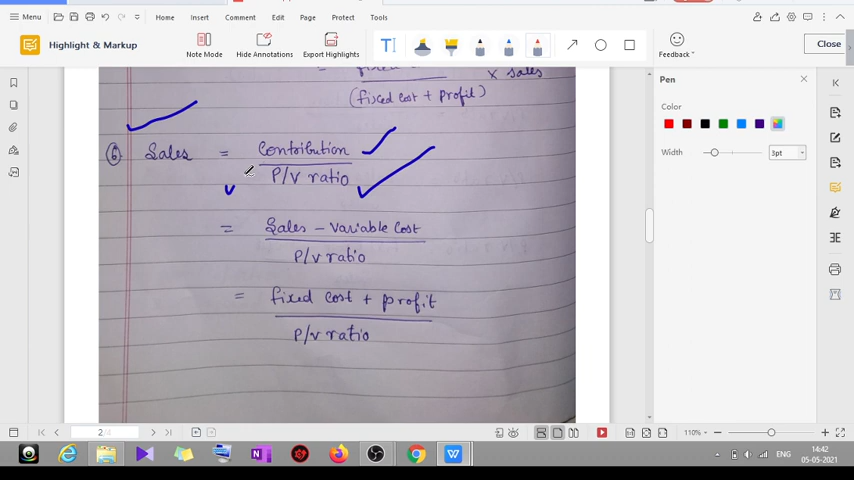 Menu
Home
Insert
Comment
Edit
Page
Protect
Tools
Highlight & Markup
Note Mode
Hide Annotations
Export Highlights
Feedback
Close
Pen
Color
Width
3pt
= x sales
(fixed cost + profit)
⑥ Sales = Contribution
P/V ratio
= Sales - Variable Cost
P/V ratio
= fixed cost + profit
P/V ratio
2/4
110%
ENG
14:42
05-05-2021